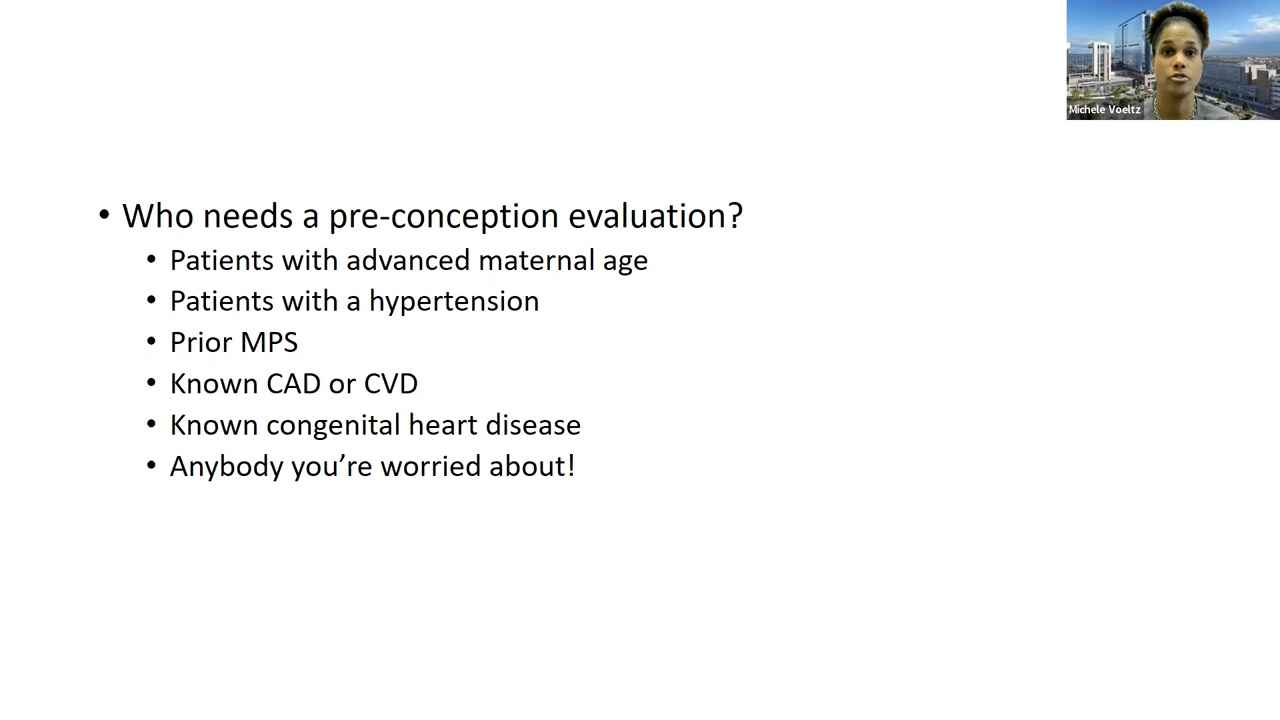 Michele Voeltz
• Who needs a pre-conception evaluation?
• Patients with advanced maternal age
• Patients with a hypertension
• Prior MPS
• Known CAD or CVD
• Known congenital heart disease
• Anybody you’re worried about!